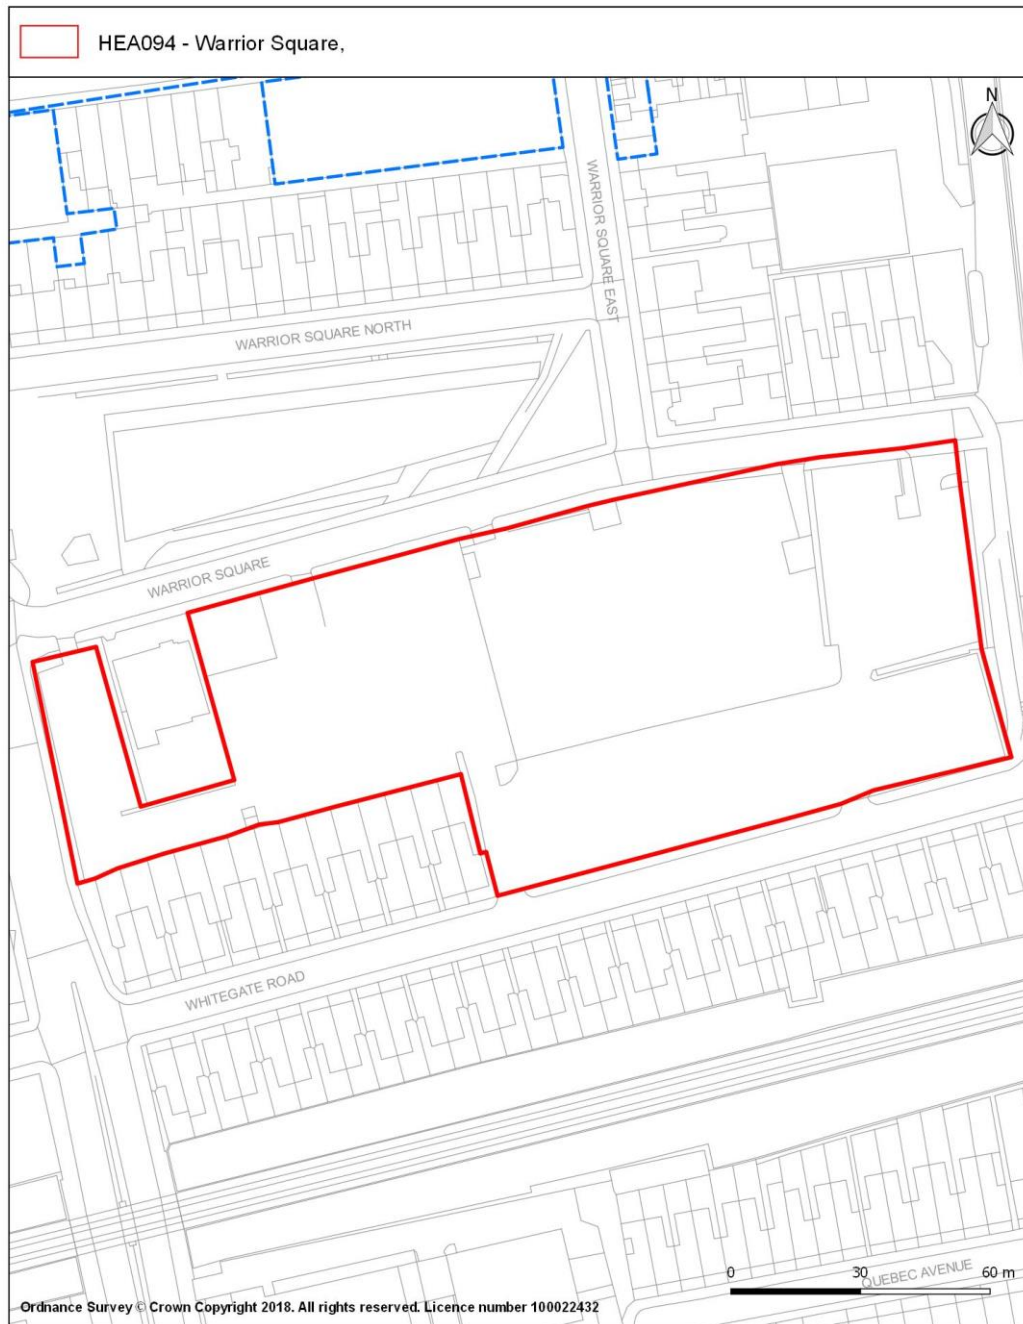 HEA094 - Warrior Square,
N
WARRIOR SQUARE EAST
WARRIOR SQUARE NORTH
WARRIOR SQUARE
WHITEGATE ROAD
0 30 60 m
QUEBEC AVENUE
Ordnance Survey © Crown Copyright 2018. All rights reserved. Licence number 100022432